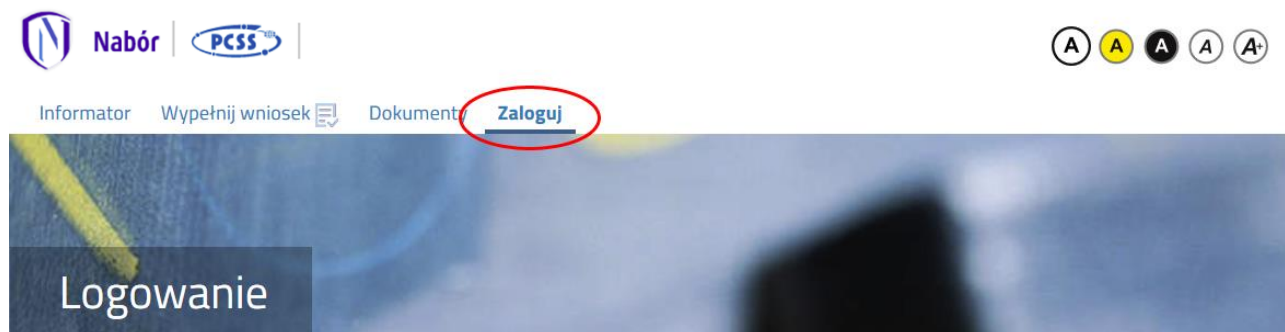 Nabór PCSS A A A A A+
Informator Wypełnij wniosek Dokumenty Zaloguj
Logowanie